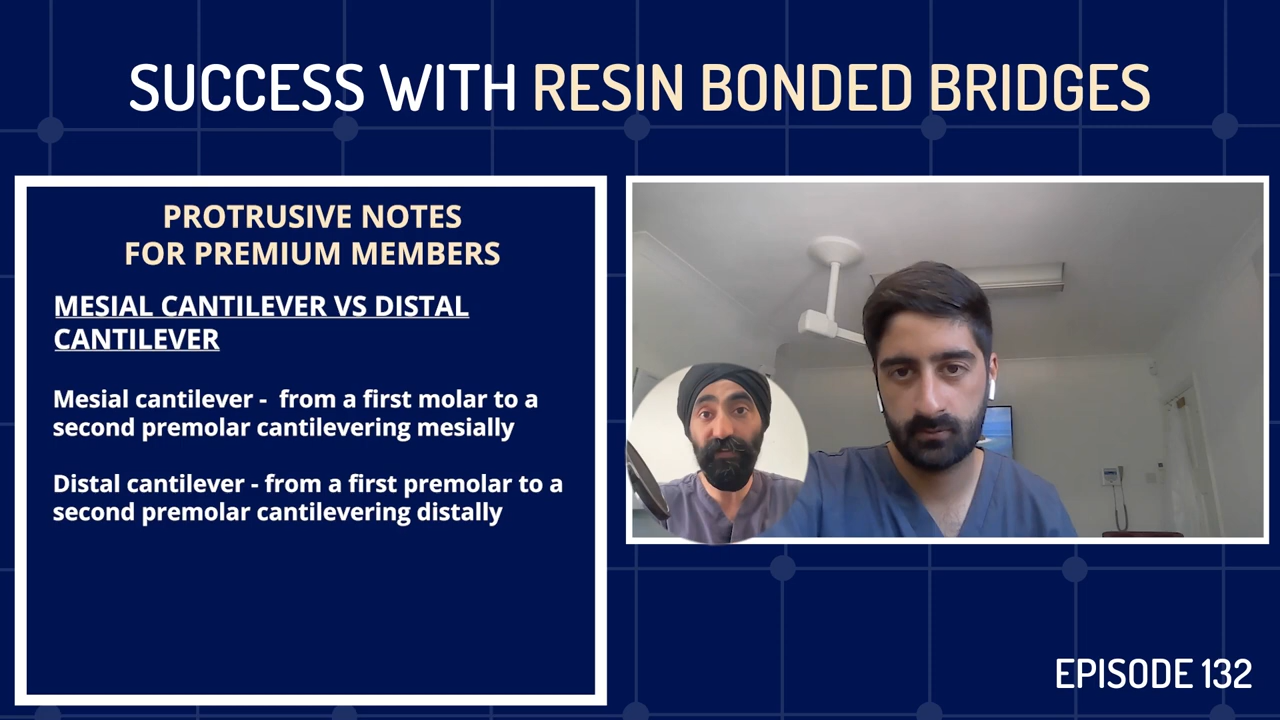 SUCCESS WITH RESIN BONDED BRIDGES
PROTRUSIVE NOTES
FOR PREMIUM MEMBERS
MESIAL CANTILEVER VS DISTAL
CANTILEVER
Mesial cantilever -  from a first molar to a
second premolar cantilevering mesially
Distal cantilever - from a first premolar to a
second premolar cantilevering distally
EPISODE 132